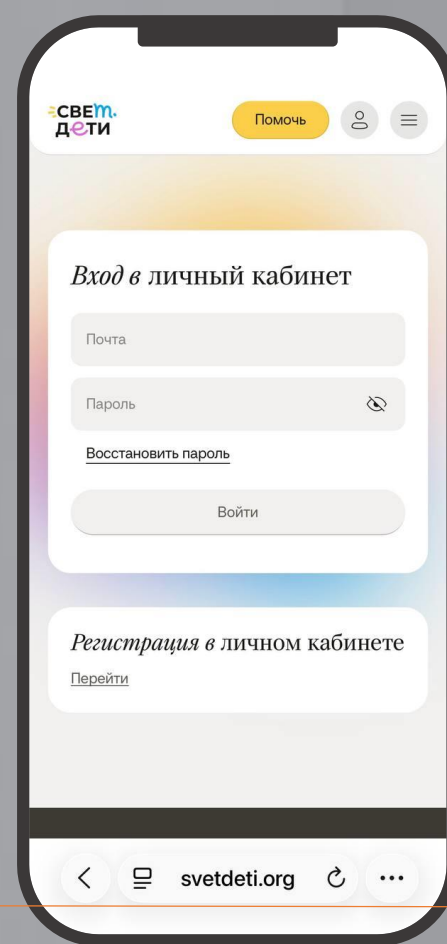 СВЕТ.
ДЕТИ
Помочь
Вход в личный кабинет
Почта
Пароль
Восстановить пароль
Войти
Регистрация в личном кабинете
Перейти
svetdeti.org